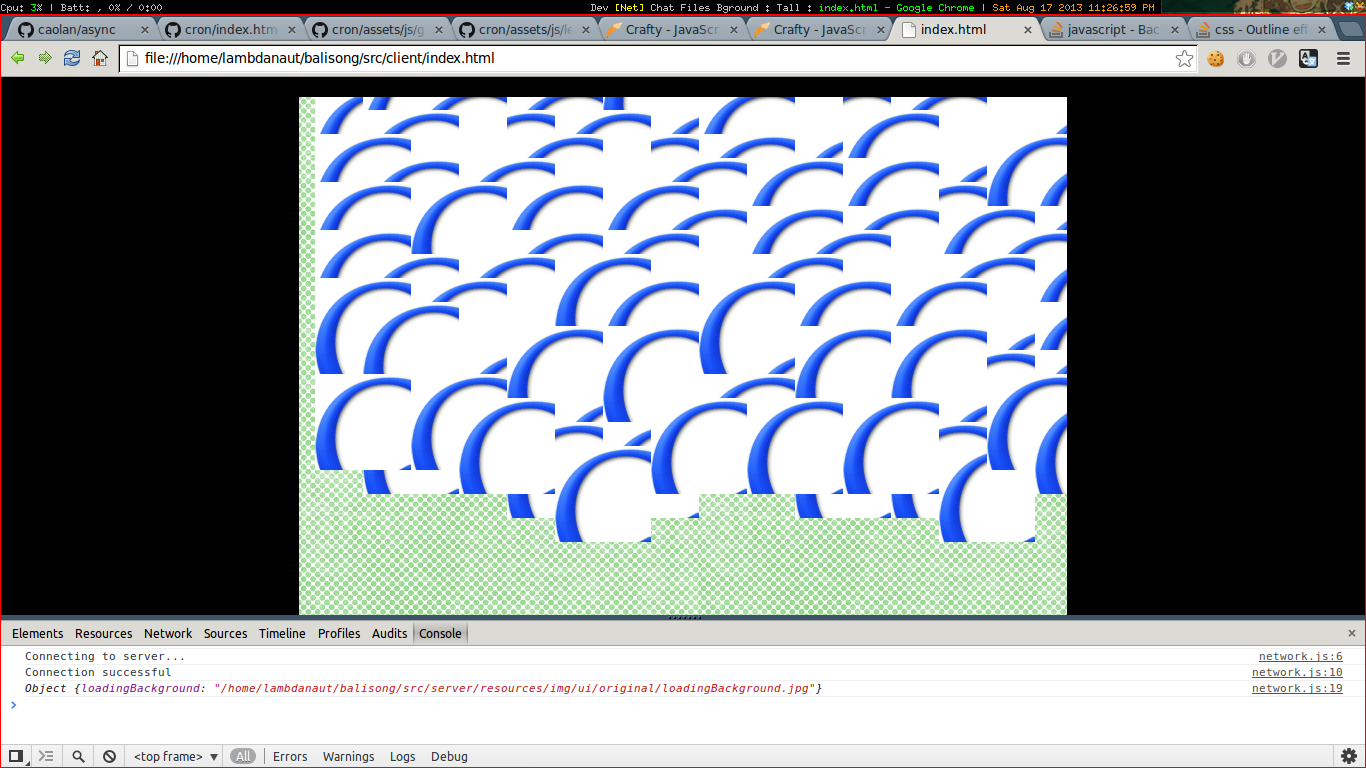 Cpu: 3% | Batt: , 0% / 0:00
Dev [Net] Chat Files Bground : Tall : index.html - Google Chrome | Sat Aug 17 2013 11:26:59 PM
caolan/async
cron/index.htm
cron/assets/js/g
cron/assets/js/le
Crafty - JavaScr
Crafty - JavaScr
index.html
javascript - Bac
css - Outline eff
file:///home/lambdanaut/balisong/src/client/index.html
Elements Resources Network Sources Timeline Profiles Audits Console
Connecting to server... network.js:6
Connection successful network.js:10
Object {loadingBackground: "/home/lambdanaut/balisong/src/server/resources/img/ui/original/loadingBackground.jpg"} network.js:19
<top frame> All Errors Warnings Logs Debug